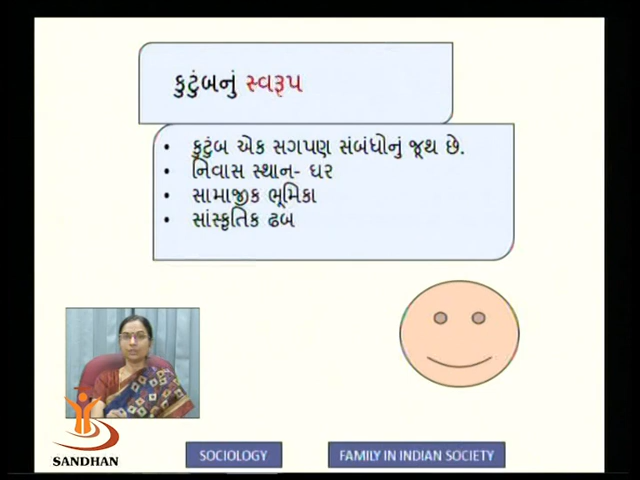 કુટુંબનું સ્વરૂપ
• કુટુંબ એક સગપણ સંબંધોનું જૂથ છે.
• નિવાસ સ્થાન- ઘર
• સામાજીક ભૂમિકા
• સાંસ્કૃતિક ઢબ
SANDHAN
SOCIOLOGY
FAMILY IN INDIAN SOCIETY